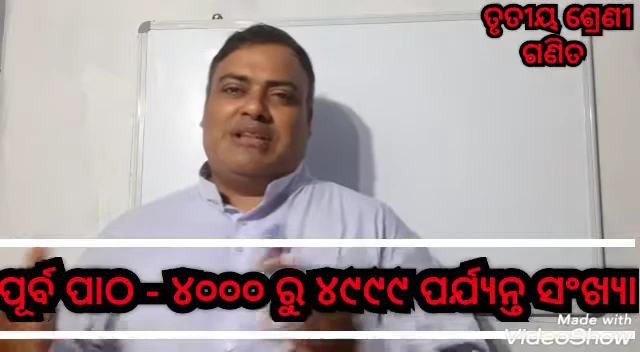 ତୃତୀୟ ଶ୍ରେଣୀ
ଗଣିତ
ପୂର୍ବ ପାଠ - ୪୦୦୦ ରୁ ୪୯୯୯ ପର୍ଯ୍ୟନ୍ତ ସଂଖ୍ୟା
Made with
VideoShow